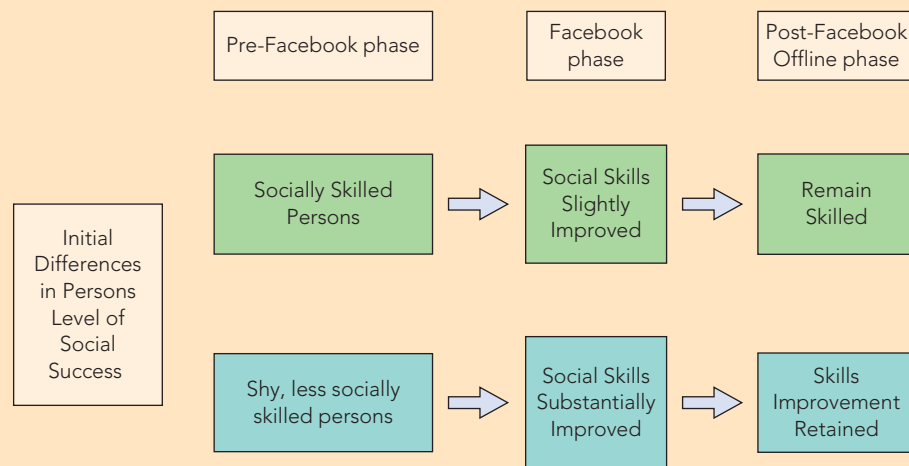 Pre-Facebook phase
Facebook
phase
Post-Facebook
Offline phase
Initial
Differences
in Persons
Level of
Social
Success
Socially Skilled
Persons
Social Skills
Slightly
Improved
Remain
Skilled
Shy, less socially
skilled persons
Social Skills
Substantially
Improved
Skills
Improvement
Retained